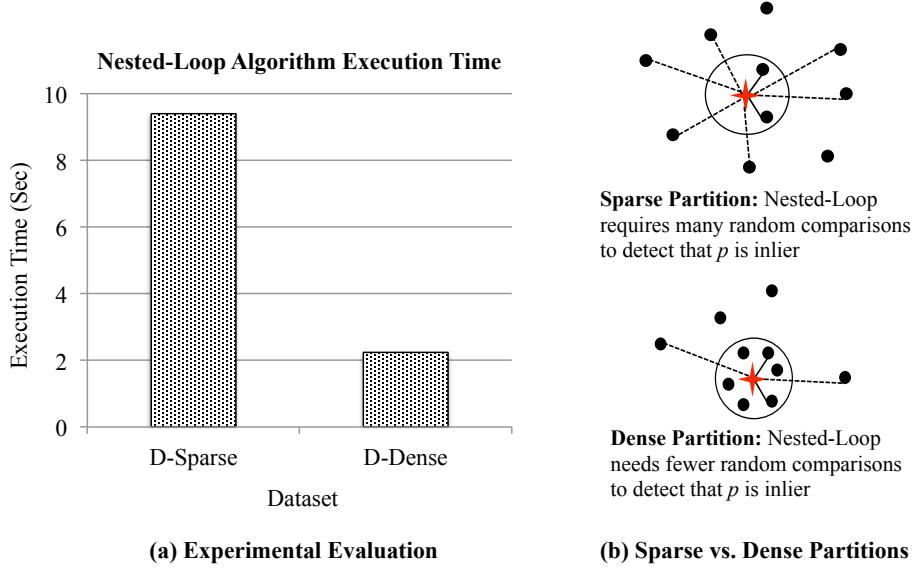 Nested-Loop Algorithm Execution Time
10
8
6
4
2
0
Execution Time (Sec)
D-Sparse
D-Dense
Dataset
(a) Experimental Evaluation
Sparse Partition: Nested-Loop
requires many random comparisons
to detect that p is inlier
Dense Partition: Nested-Loop
needs fewer random comparisons
to detect that p is inlier
(b) Sparse vs. Dense Partitions